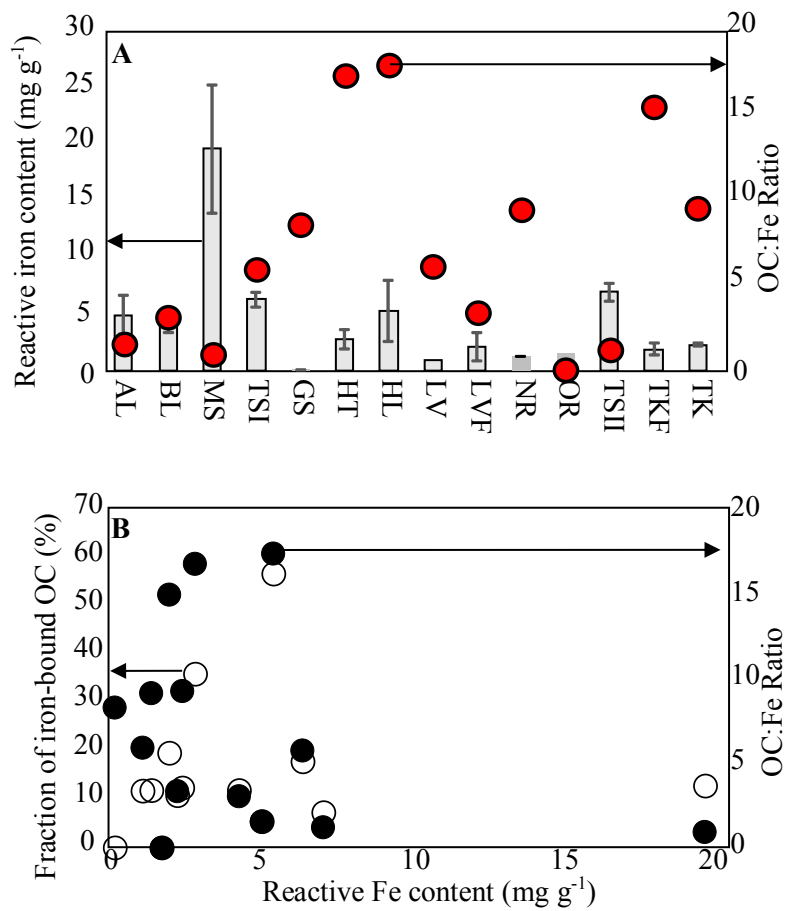 A
Reactive iron content (mg g-1)
30
25
20
15
10
5
0
20
15
10
5
0
OC:Fe Ratio
AL
BL
MS
TSI
GS
HT
HL
LV
LVF
NR
OR
TSII
TKF
TK
B
Fraction of iron-bound OC (%)
70
60
50
40
30
20
10
0
20
15
10
5
0
OC:Fe Ratio
0 5 10 15 20
Reactive Fe content (mg g-1)